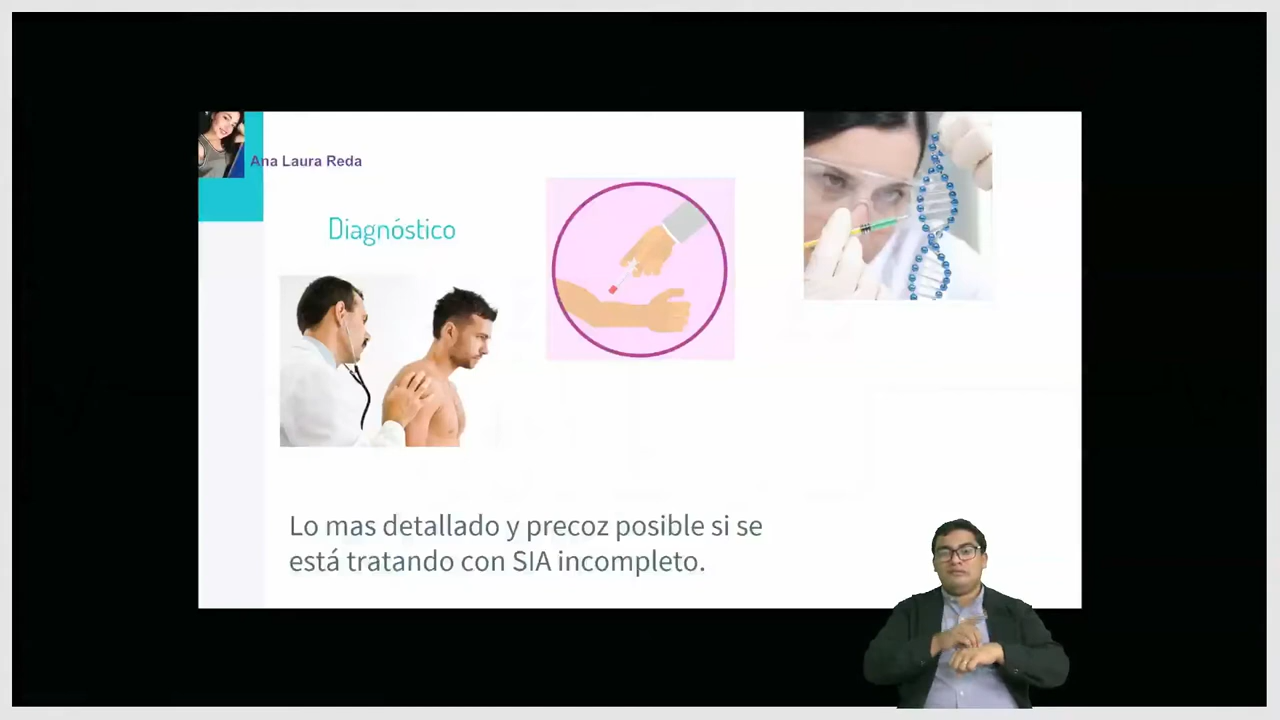 Ana Laura Reda
Diagnóstico
Lo mas detallado y precoz posible si se
está tratando con SIA incompleto.